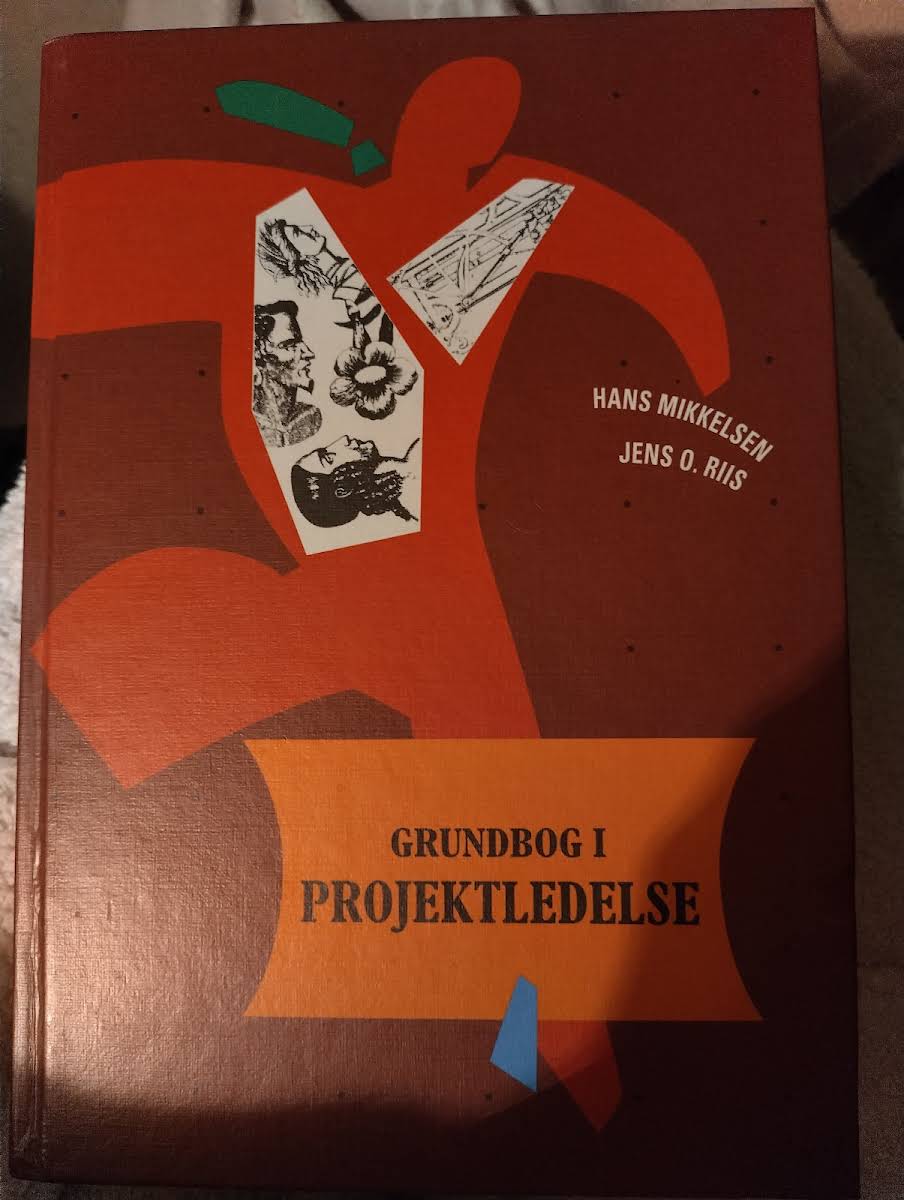 HANS MIKKELSEN
JENS O. RIIS
GRUNDBOG I
PROJEKTLEDELSE